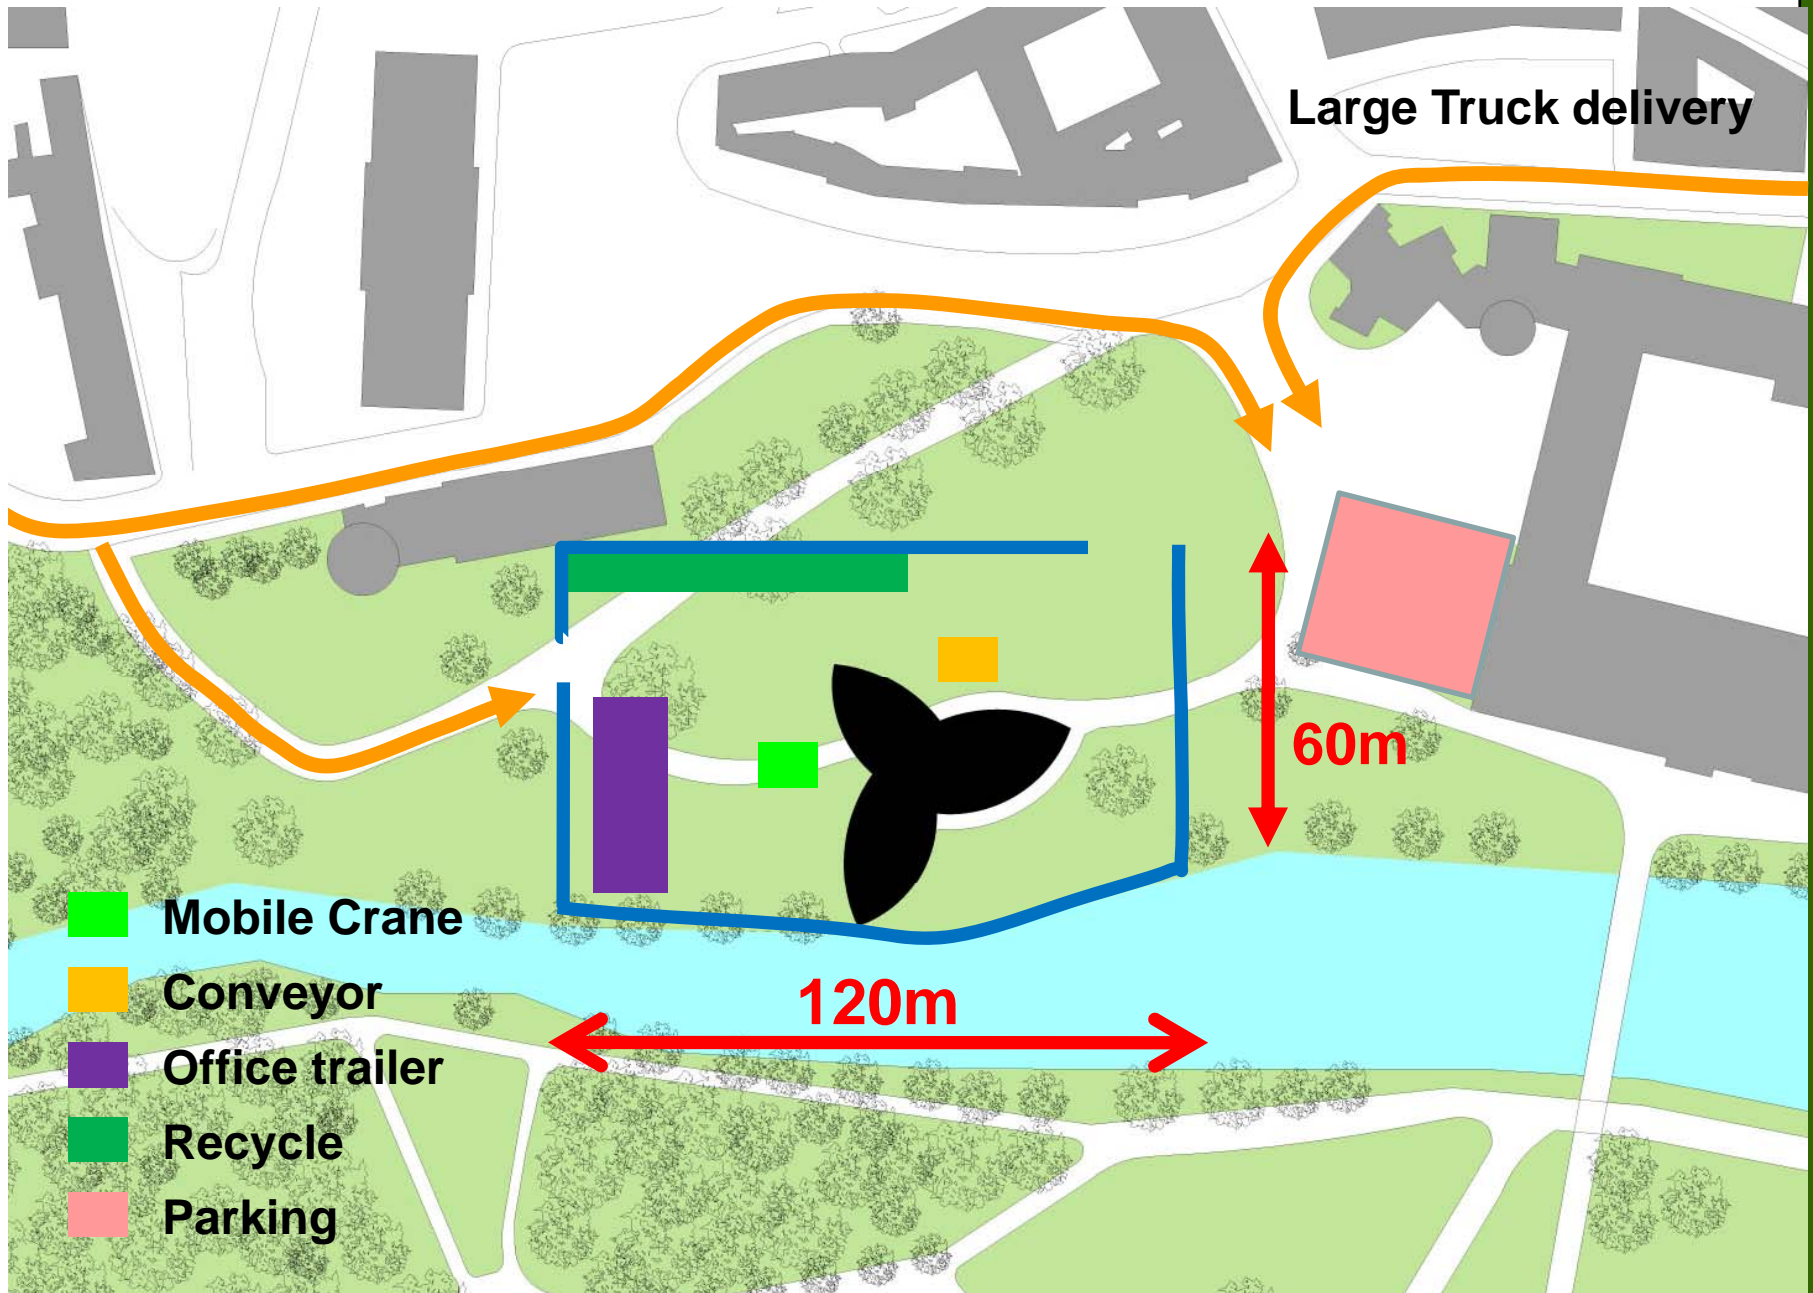 Large Truck delivery
60m
120m
Mobile Crane
Conveyor
Office trailer
Recycle
Parking